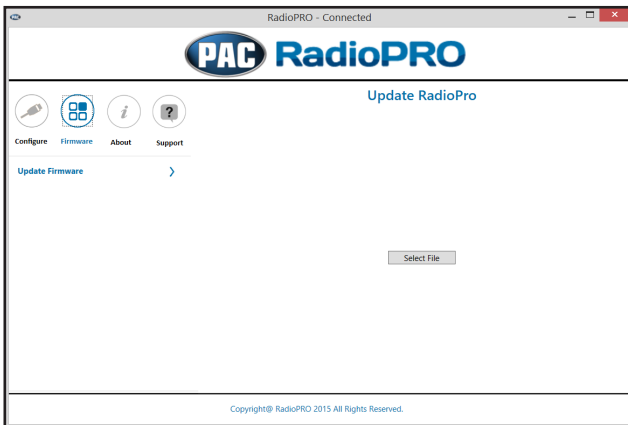 PAC
RadioPRO - Connected
PAC RadioPRO
Configure
Firmware
About
Support
Update RadioPro
Update Firmware
Select File
Copyright@ RadioPRO 2015 All Rights Reserved.